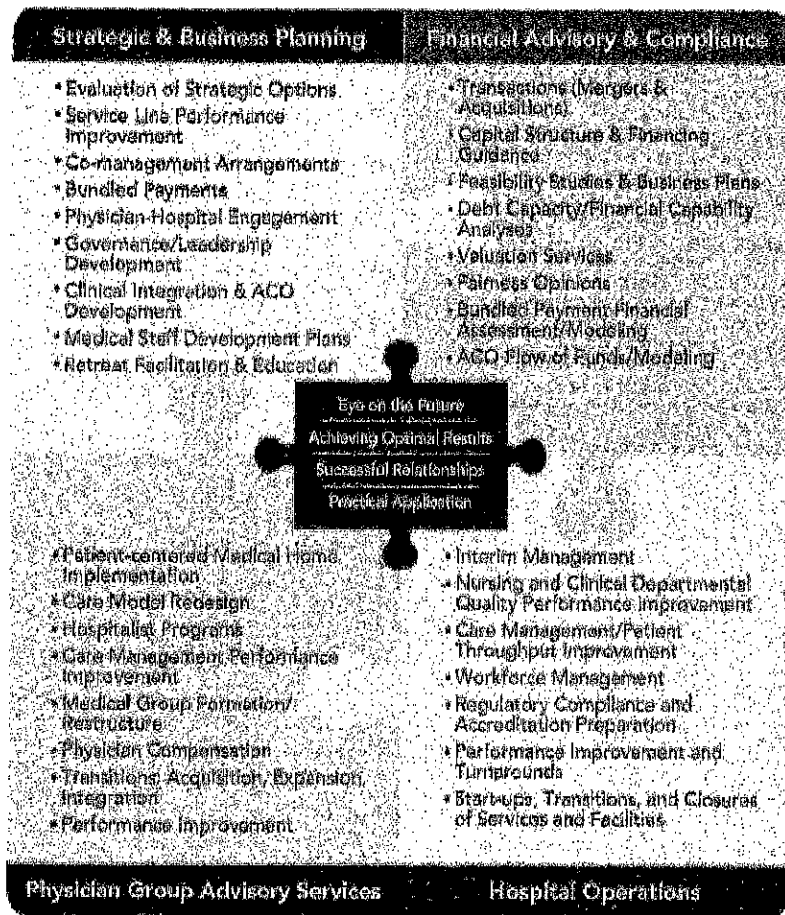 Strategic & Business Planning
• Evaluation of Strategic Options
• Service Line Performance
Improvement
• Co-management Arrangements
• Bundled Payments
• Physician-Hospital Engagement
• Governance/Leadership
Development
• Clinical Integration & ACO
Development
• Medical Staff Development Plans
• Retreat Facilitation & Education
Financial Advisory & Compliance
• Transactions (Mergers &
Acquisitions)
• Capital Structure & Financing
Guidance
• Feasibility Studies & Business Plans
• Debt Capacity/Financial Capability
Analyses
• Valuation Services
• Fairness Opinions
• Bundled Payment Financial
Assessment/Modeling
• ACO Flow of Funds/Modeling
Eye on the Future
Achieving Optimal Results
Successful Relationships
Practical Application
• Patient-centered Medical Home
Implementation
• Care Model Redesign
• Hospitalist Programs
• Care Management Performance
Improvement
• Medical Group Formation/
Restructure
• Physician Compensation
• Transitions: Acquisition, Expansion,
Integration
• Performance Improvement
Physician Group Advisory Services
• Interim Management
• Nursing and Clinical Departmental
Quality Performance Improvement
• Care Management/Patient
Throughput Improvement
• Workforce Management
• Regulatory Compliance and
Accreditation Preparation
• Performance Improvement and
Turnprounds
• Start-ups, Transitions, and Closures
of Services and Facilities
Hospital Operations